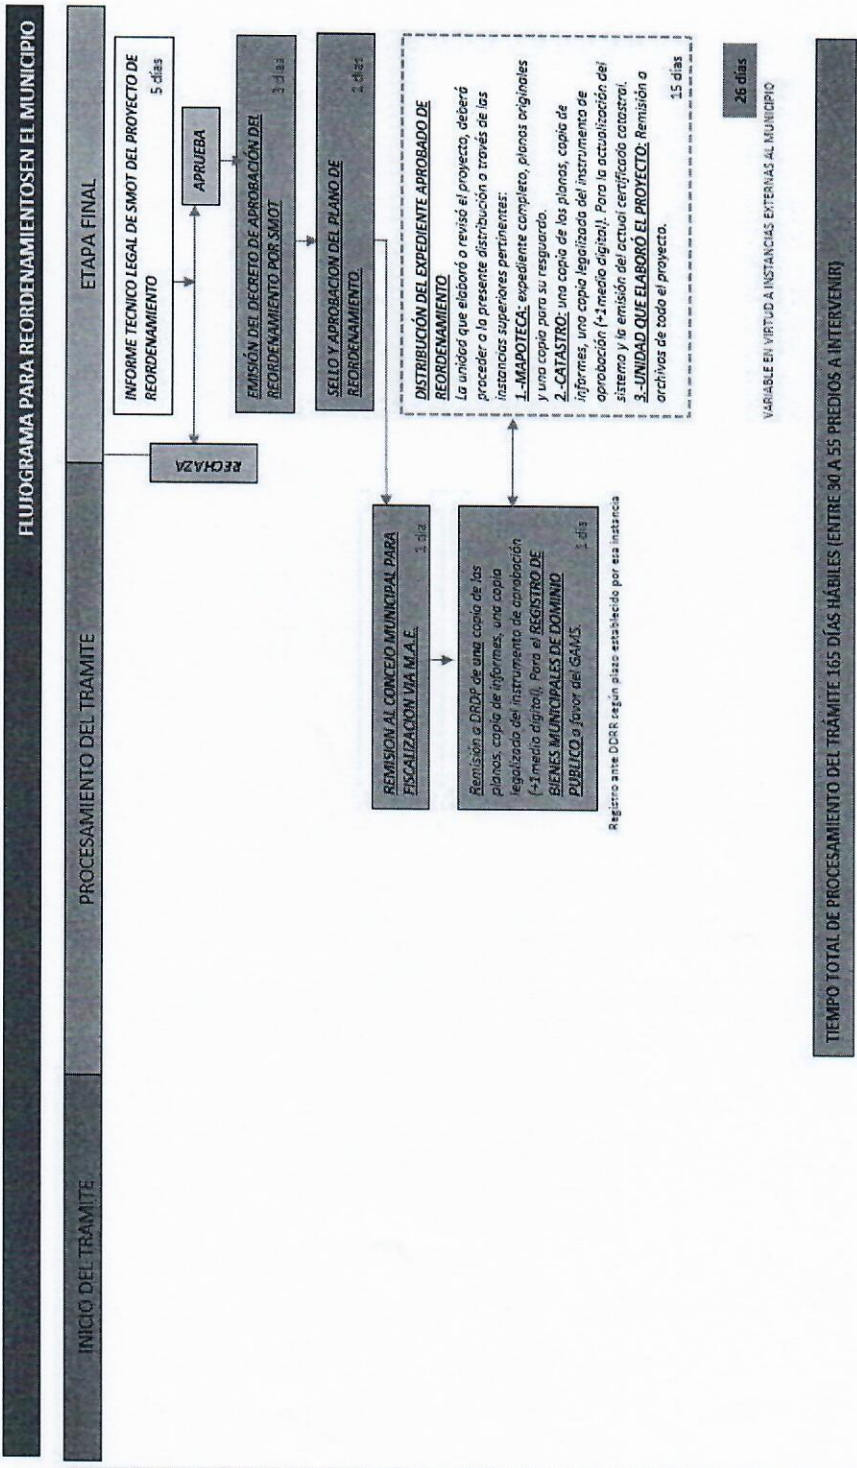 FLUJOGRAMA PARA REORDENAMIENTOSEN EL MUNICIPIO
INICIO DEL TRAMITE
PROCESAMIENTO DEL TRAMITE
ETAPA FINAL
INFORME TECNICO LEGAL DE SMOT DEL PROYECTO DE
REORDENAMIENTO
5 días
RECHAZA
APRUEBA
EMISIÓN DEL DECRETO DE APROBACIÓN DEL
REORDENAMIENTO POR SMOT
3 días
SELLO Y APROBACION DEL PLANO DE
REORDENAMIENTO.
REMISION AL CONCEJO MUNICIPAL PARA
FISCALIZACION VIA M.A.E.
1 día
Remisión a DRDP de una copia de los
planos, copia de informes, una copia
legalizada del instrumento de aprobación
(+1medio digital). Para el REGISTRO DE
BIENES MUNICIPALES DE DOMINIO
PUBLICO a favor del GAMS.
1 día
Registro ante DDRR según plazo establecido por esa instancia
DISTRIBUCIÓN DEL EXPEDIENTE APROBADO DE
REORDENAMIENTO
La unidad que elaboró o revisó el proyecto, deberá
proceder a la presente distribución a través de las
instancias superiores pertinentes:
1.-MAPOTECA: expediente completo, planos originales
y una copia para su resguardo.
2.-CATASTRO: una copia de los planos, copia de
informes, una copia legalizada del instrumento de
aprobación (+1medio digital). Para la actualización del
sistema y la emisión del actual certificado catastral.
3.-UNIDAD QUE ELABORÓ EL PROYECTO: Remisión a
archivos de todo el proyecto.
15 días
26 días
VARIABLE EN VIRTUD A INSTANCIAS EXTERNAS AL MUNICIPIO
TIEMPO TOTAL DE PROCESAMIENTO DEL TRÁMITE 165 DÍAS HÁBILES (ENTRE 30 A 55 PREDIOS A INTERVENIR)